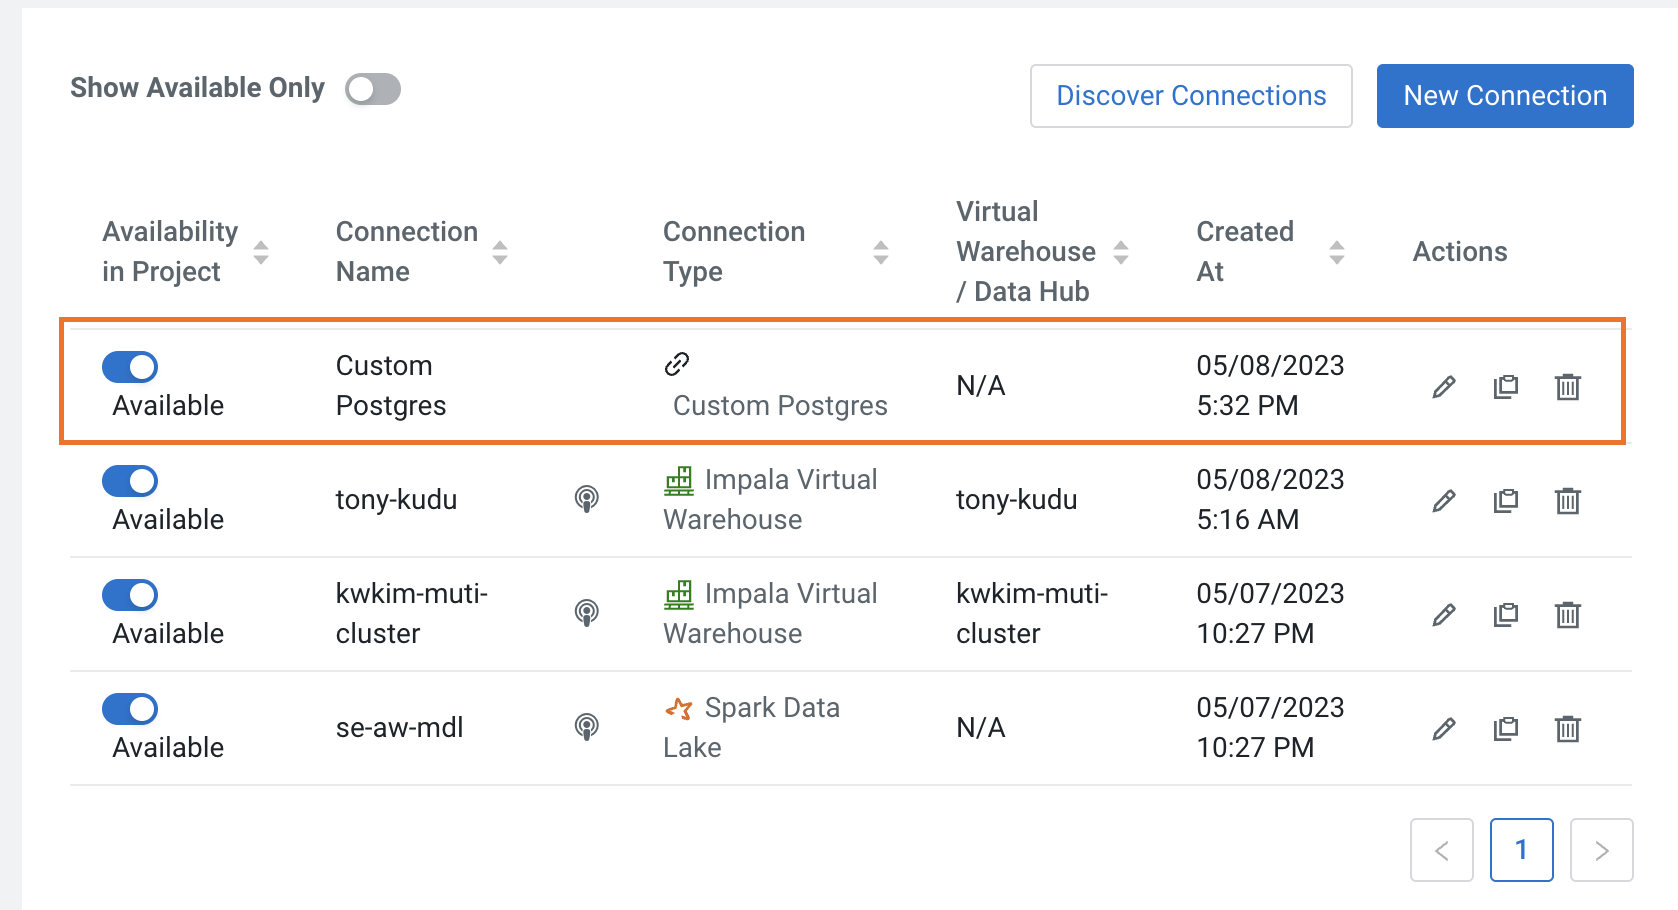 Show Available Only
Discover Connections
New Connection
Availability
in Project
Connection
Name
Connection
Type
Virtual
Warehouse
/ Data Hub
Created
At
Actions
Available
Custom
Postgres
Custom Postgres
N/A
05/08/2023
5:32 PM
Available
tony-kudu
Impala Virtual
Warehouse
tony-kudu
05/08/2023
5:16 AM
Available
kwkim-muti-
cluster
Impala Virtual
Warehouse
kwkim-muti-
cluster
05/07/2023
10:27 PM
Available
se-aw-mdl
Spark Data
Lake
N/A
05/07/2023
10:27 PM
< 1 >